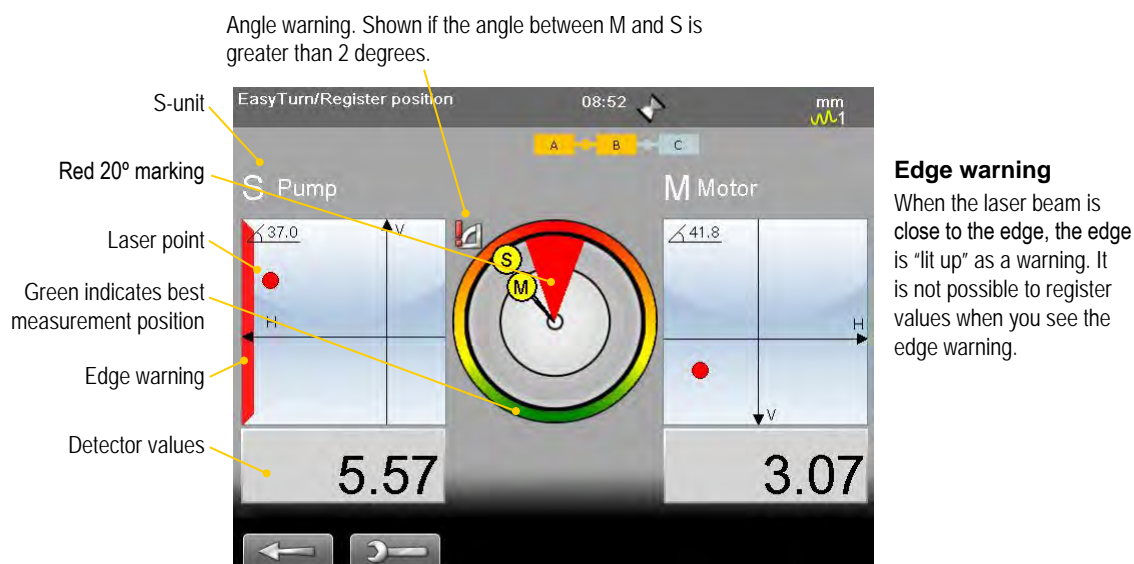 Angle warning. Shown if the angle between M and S is
greater than 2 degrees.
S-unit
EasyTurn/Register position
08:52
mm
1
A
B
C
Red 20º marking
S Pump
M Motor
Edge warning
When the laser beam is
close to the edge, the edge
is “lit up” as a warning. It
is not possible to register
values when you see the
edge warning.
Laser point
37.0
V
S
M
41.8
Green indicates best
measurement position
H
H
Edge warning
V
Detector values
5.57
3.07